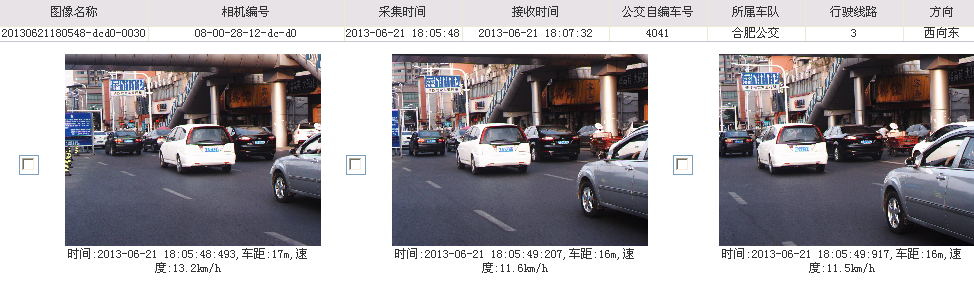 图像名称 相机编号 采集时间 接收时间 公交自编车号 所属车队 行驶线路 方向
20130621180548-dcd0-0030 08-00-28-12-dc-d0 2013-06-21 18:05:48 2013-06-21 18:07:32 4041 合肥公交 3 西向东
时间:2013-06-21 18:05:48:493,车距:17m,速
度:13.2km/h
时间:2013-06-21 18:05:49:207,车距:16m,速
度:11.6km/h
时间:2013-06-21 18:05:49:917,车距:16m,速
度:11.5km/h